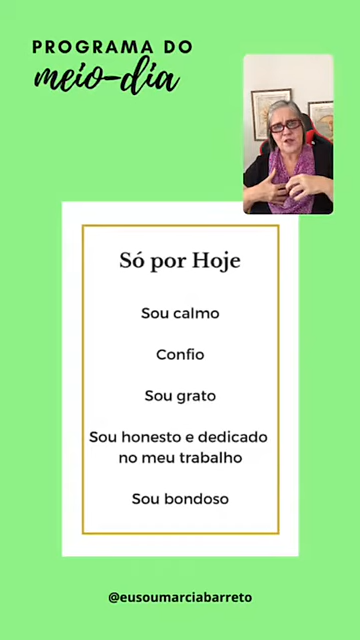 PROGRAMA DO
meio-dia
Só por Hoje
Sou calmo
Confio
Sou grato
Sou honesto e dedicado
no meu trabalho
Sou bondoso
@eusoumarciabarreto